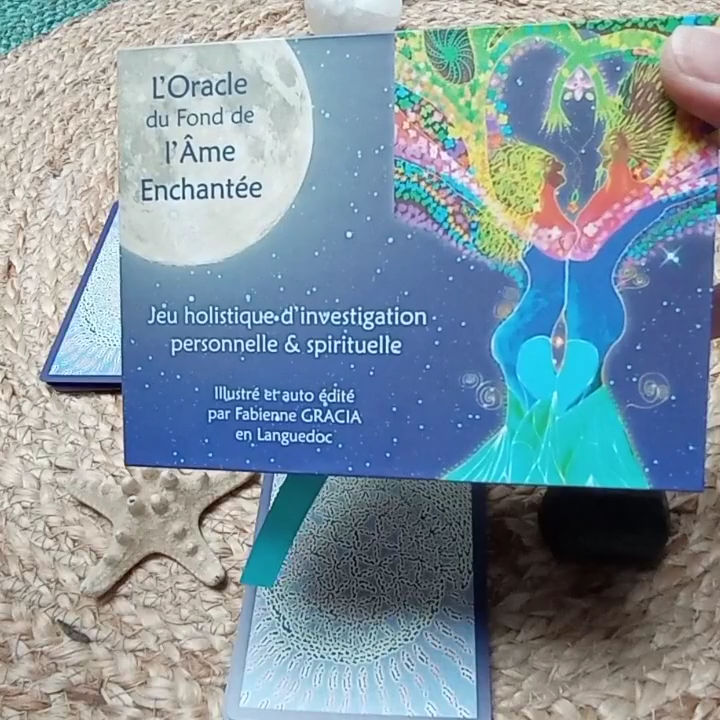 L'Oracle
du Fond de
l'Âme
Enchantée
Jeu holistique d'investigation
personnelle & spirituelle
Illustré et auto édité
par Fabienne GRACIA
en Languedoc